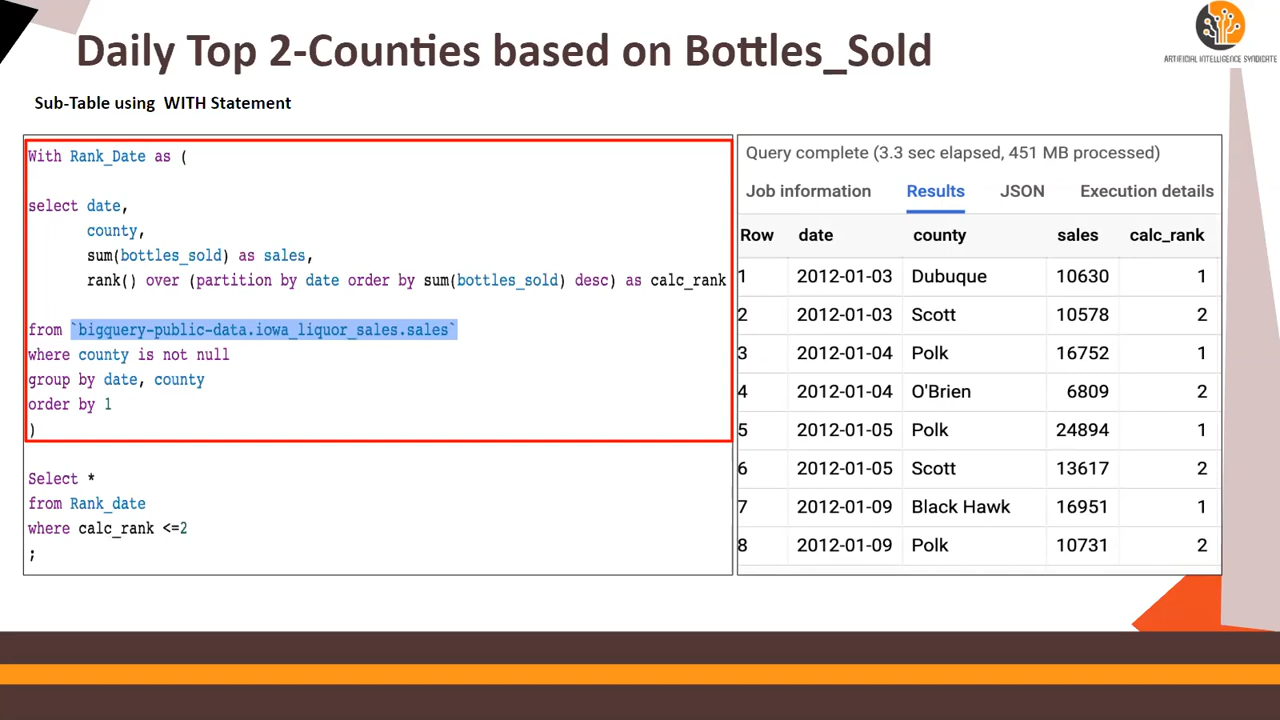 Daily Top 2-Counties based on Bottles_Sold
ARTIFICIAL INTELLIGENCE SYNDICATE
Sub-Table using WITH Statement
With Rank_Date as (
select date,
county,
sum(bottles_sold) as sales,
rank() over (partition by date order by sum(bottles_sold) desc) as calc_rank
from `bigquery-public-data.iowa_liquor_sales.sales`
where county is not null
group by date, county
order by 1
)
Select *
from Rank_date
where calc_rank <=2
;
Query complete (3.3 sec elapsed, 451 MB processed)
Job information Results JSON Execution details
Row date county sales calc_rank
1 2012-01-03 Dubuque 10630 1
2 2012-01-03 Scott 10578 2
3 2012-01-04 Polk 16752 1
4 2012-01-04 O'Brien 6809 2
5 2012-01-05 Polk 24894 1
6 2012-01-05 Scott 13617 2
7 2012-01-09 Black Hawk 16951 1
8 2012-01-09 Polk 10731 2